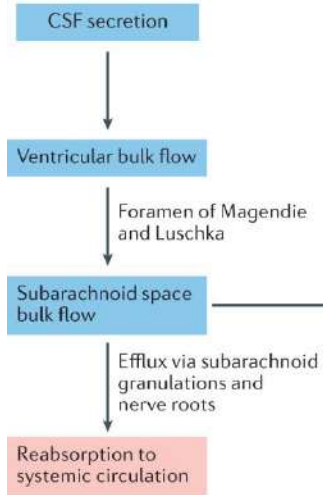 CSF secretion
Ventricular bulk flow
Foramen of Magendie
and Luschka
Subarachnoid space
bulk flow
Efflux via subarachnoid
granulations and
nerve roots
Reabsorption to
systemic circulation